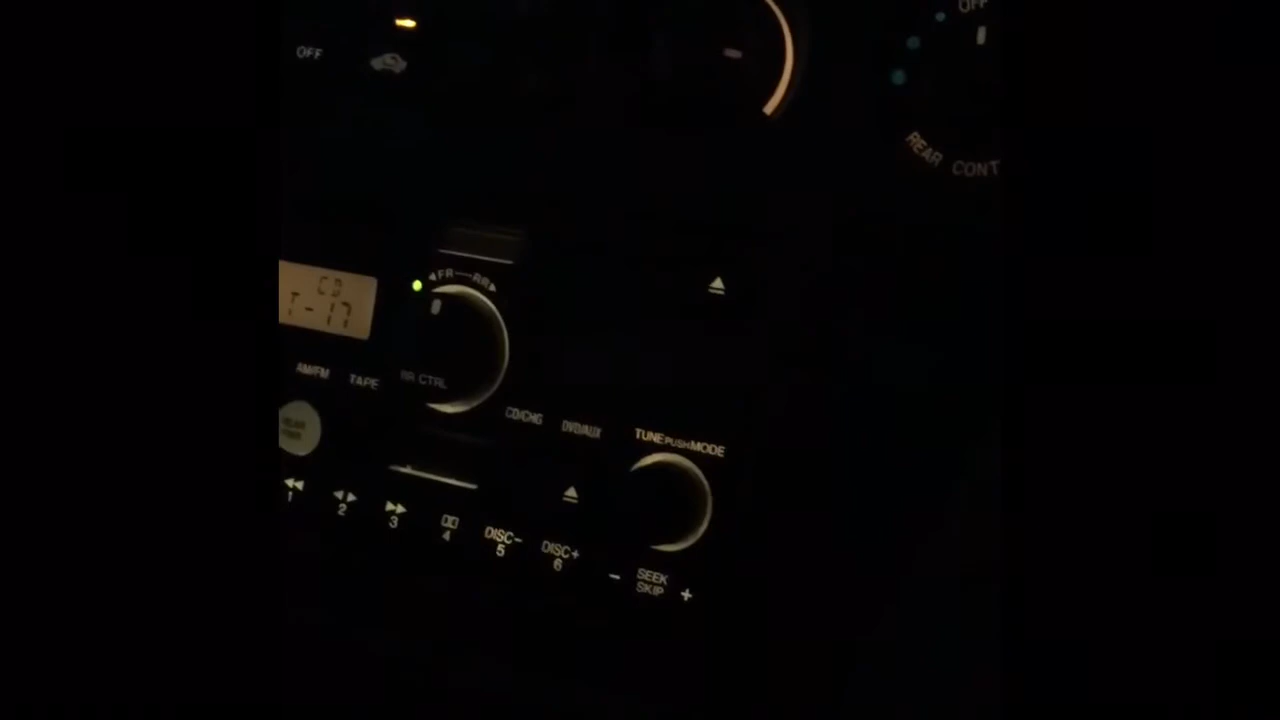 OFF
OFF
REAR CONT
CD
T-17
FR RR
AM/FM
TAPE
CTRL
CD/CHG
DVD/AUX
TUNE PUSH MODE
1
2
3
4
DISC-
5
DISC+
6
- SEEK +
SKIP